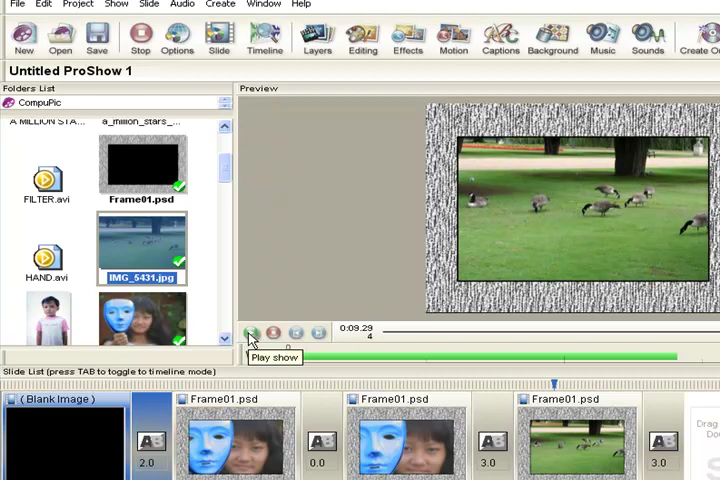 File Edit Project Show Slide Audio Create Window Help
New Open Save Stop Options Slide Timeline Layers Editing Effects Motion Captions Background Music Sounds Create
Untitled ProShow 1
Folders List
CompuPic
A MILLION STA... a_million_stars_...
FILTER.avi Frame01.psd
HAND.avi IMG_5431.jpg
Preview
0:09.29
4
0
Play show
Slide List (press TAB to toggle to timeline mode)
( Blank Image ) Frame01.psd Frame01.psd Frame01.psd
AB AB AB AB
2.0 0.0 3.0 3.0
Drag